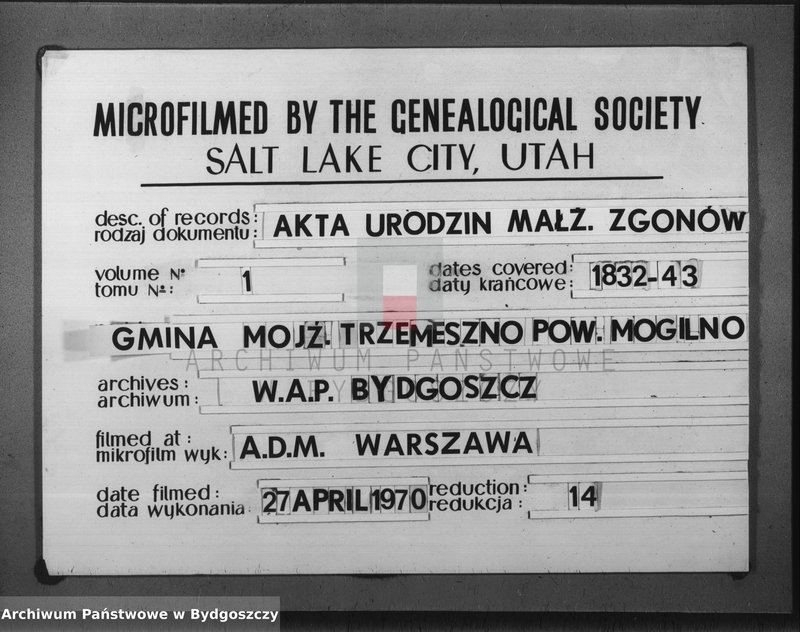 MICROFILMED BY THE GENEALOGICAL SOCIETY
SALT LAKE CITY, UTAH
desc. of records: AKTA URODZIN MAŁŻ. ZGONÓW
rodzaj dokumentu:
volume № 1 dates covered: 1832-43
tomu №: daty krańcowe:
GMINA MOJŻ. TRZEMESZNO POW. MOGILNO
ARCHIWUM PAŃSTWOWE
archives: W.A.P. BYDGOSZCZ
archiwum:
filmed at: A.D.M. WARSZAWA
mikrofilm wyk:
date filmed: 27 APRIL 1970 reduction: 14
data wykonania: redukcja:
Archiwum Państwowe w Bydgoszczy